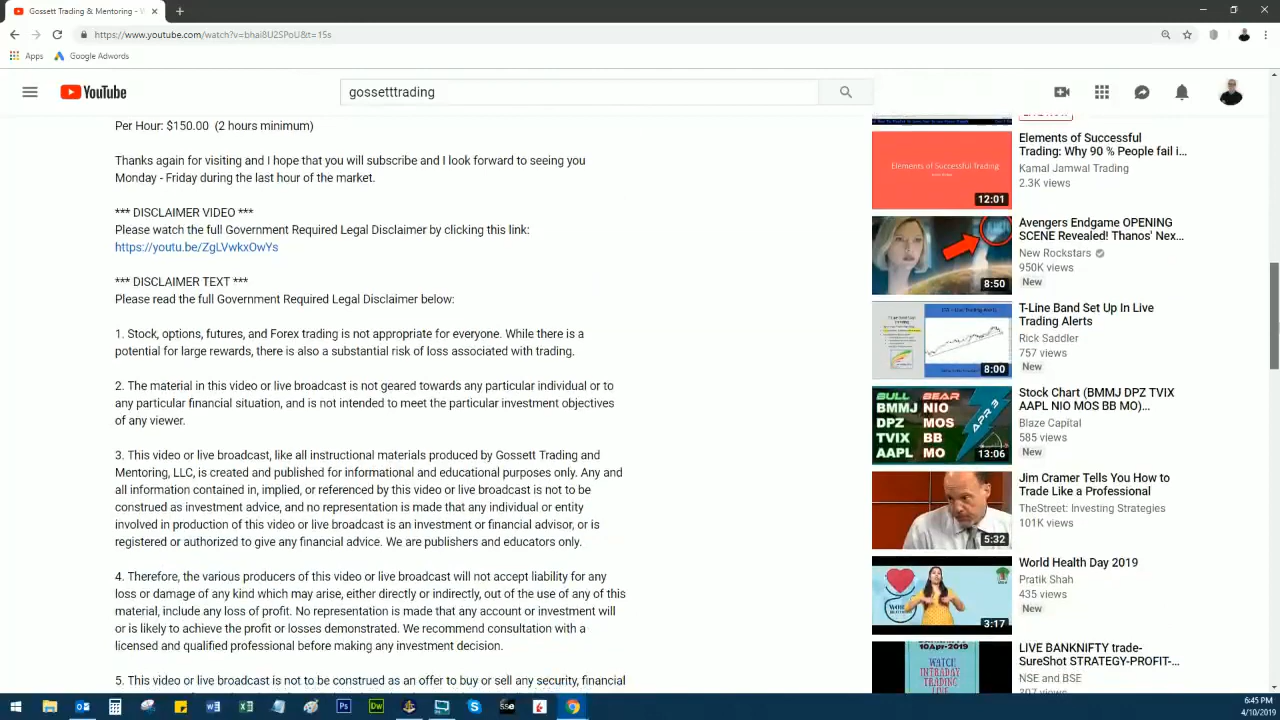 Gossett Trading & Mentoring -
https://www.youtube.com/watch?v=bhai8U2SPoU&t=15s
Apps
Google Adwords
YouTube
gossetttrading
Per Hour: $150.00 (2 hours minimum)
Thanks again for visiting and I hope that you will subscribe and I look forward to seeing you
Monday - Friday during live hours of the market.
*** DISCLAIMER VIDEO ***
Please watch the full Government Required Legal Disclaimer by clicking this link:
https://youtu.be/ZgLVwkxOwYs
*** DISCLAIMER TEXT ***
Please read the full Government Required Legal Disclaimer below:
1. Stock, options, futures, and Forex trading is not appropriate for everyone. While there is a
potential for large rewards, there is also a substantial risk of loss associated with trading.
2. The material in this video or live broadcast is not geared towards any particular individual or to
any particular financial situation and is not intended to meet the particular investment objectives
of any viewer.
3. This video or live broadcast, like all instructional materials produced by Gossett Trading and
Mentoring, LLC, is created and published for informational and educational purposes only. Any and
all information contained in, implied, or referenced by this video or live broadcast is not to be
construed as investment advice, and no representation is made that any individual or entity
involved in production of this video or live broadcast is an investment or financial advisor, or is
registered or authorized to give any financial advice. We are publishers and educators only.
4. Therefore, the various producers of this video or live broadcast will not accept liability for any
loss or damage of any kind which may arise, either directly or indirectly, out of the use of any of this
material, include any loss of profit. No representation is made that any account or investment will
or is likely to achieve the profit or losses demonstrated. We recommend consultation with a
licensed and qualified professional before making any investment decision.
5. This video or live broadcast is not to be construed as an offer to buy or sell any security, financial
Elements of Successful Trading
12:01
Elements of Successful
Trading: Why 90 % People fail i...
Kamal Jamwal Trading
2.3K views
8:50
Avengers Endgame OPENING
SCENE Revealed! Thanos' Nex...
New Rockstars
950K views
New
8:00
T-Line Band Set Up In Live
Trading Alerts
Rick Saddler
757 views
New
BULL BEAR
BMMJ NIO
DPZ MOS
TVIX BB
AAPL MO
APR 3
13:06
Stock Chart (BMMJ DPZ TVIX
AAPL NIO MOS BB MO)...
Blaze Capital
585 views
New
5:32
Jim Cramer Tells You How to
Trade Like a Professional
TheStreet: Investing Strategies
101K views
3:17
World Health Day 2019
Pratik Shah
435 views
New
10Apr-2019
WATCH
INTRADAY
TRADING
LIVE
LIVE BANKNIFTY trade-
SureShot STRATEGY-PROFIT-...
NSE and BSE
307 views
6:45 PM
4/10/2019